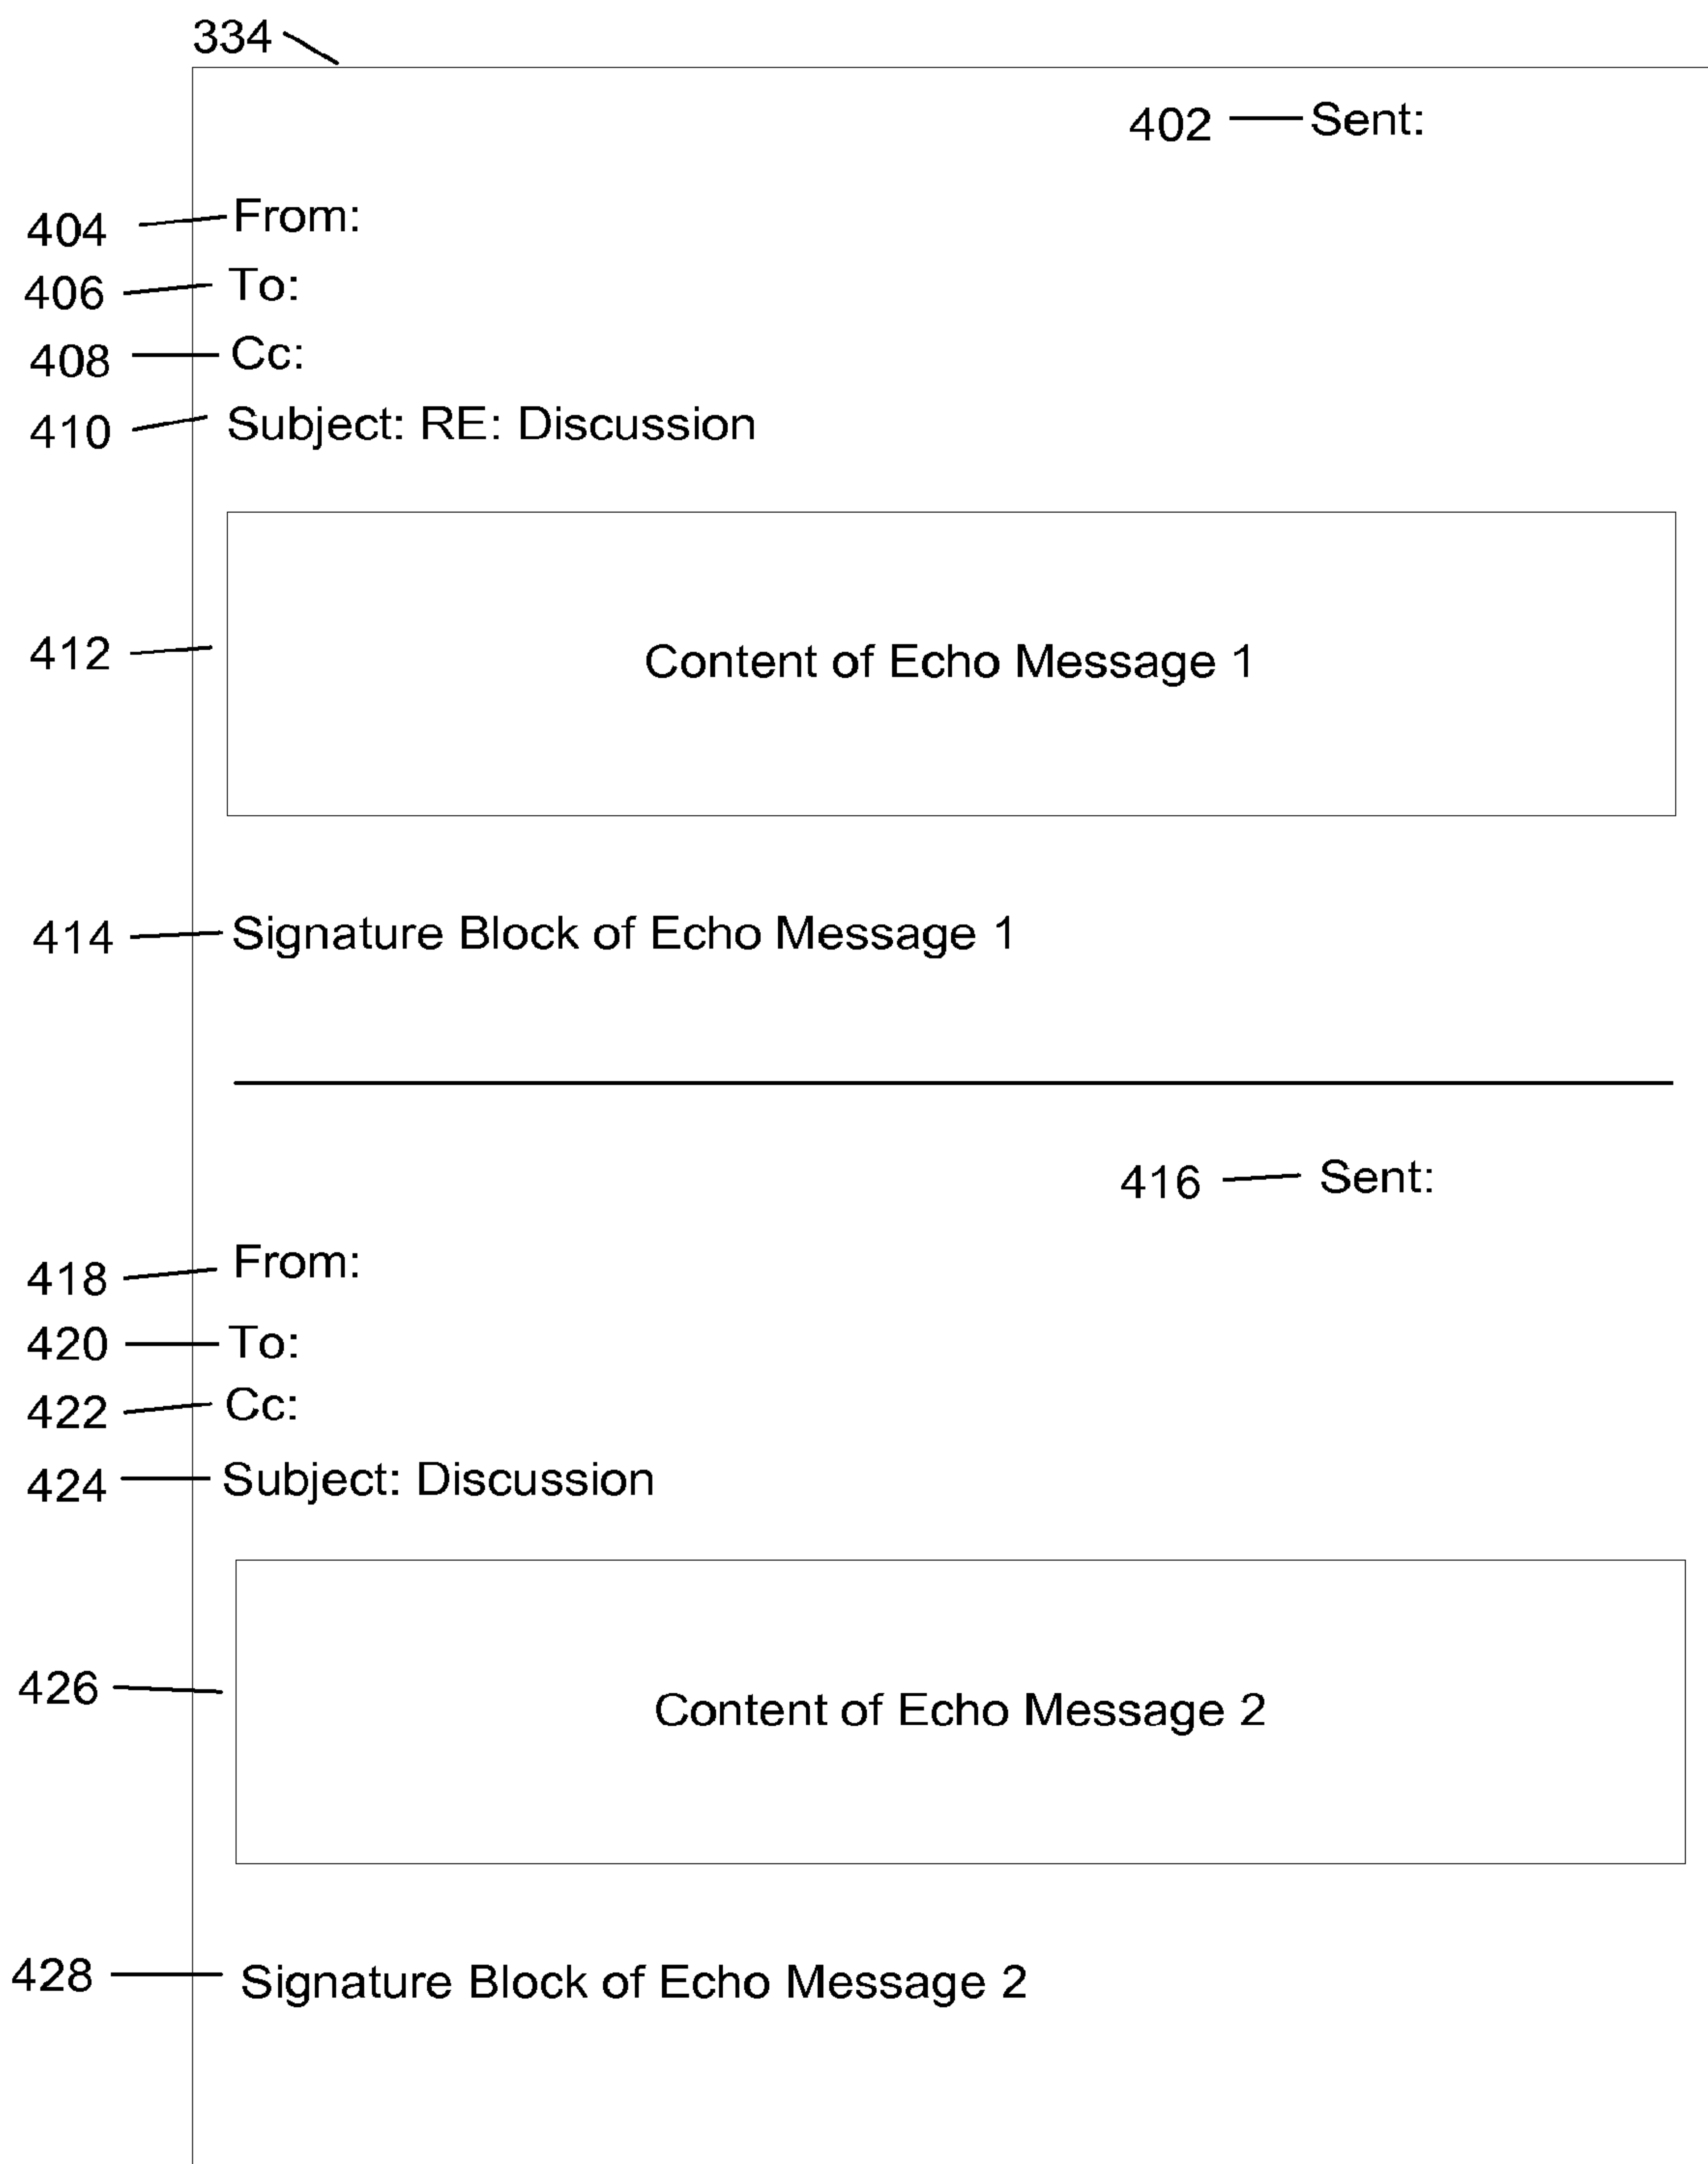 334
402 Sent:
404 From:
406 To:
408 Cc:
410 Subject: RE: Discussion
412 Content of Echo Message 1
414 Signature Block of Echo Message 1
416 Sent:
418 From:
420 To:
422 Cc:
424 Subject: Discussion
426 Content of Echo Message 2
428 Signature Block of Echo Message 2